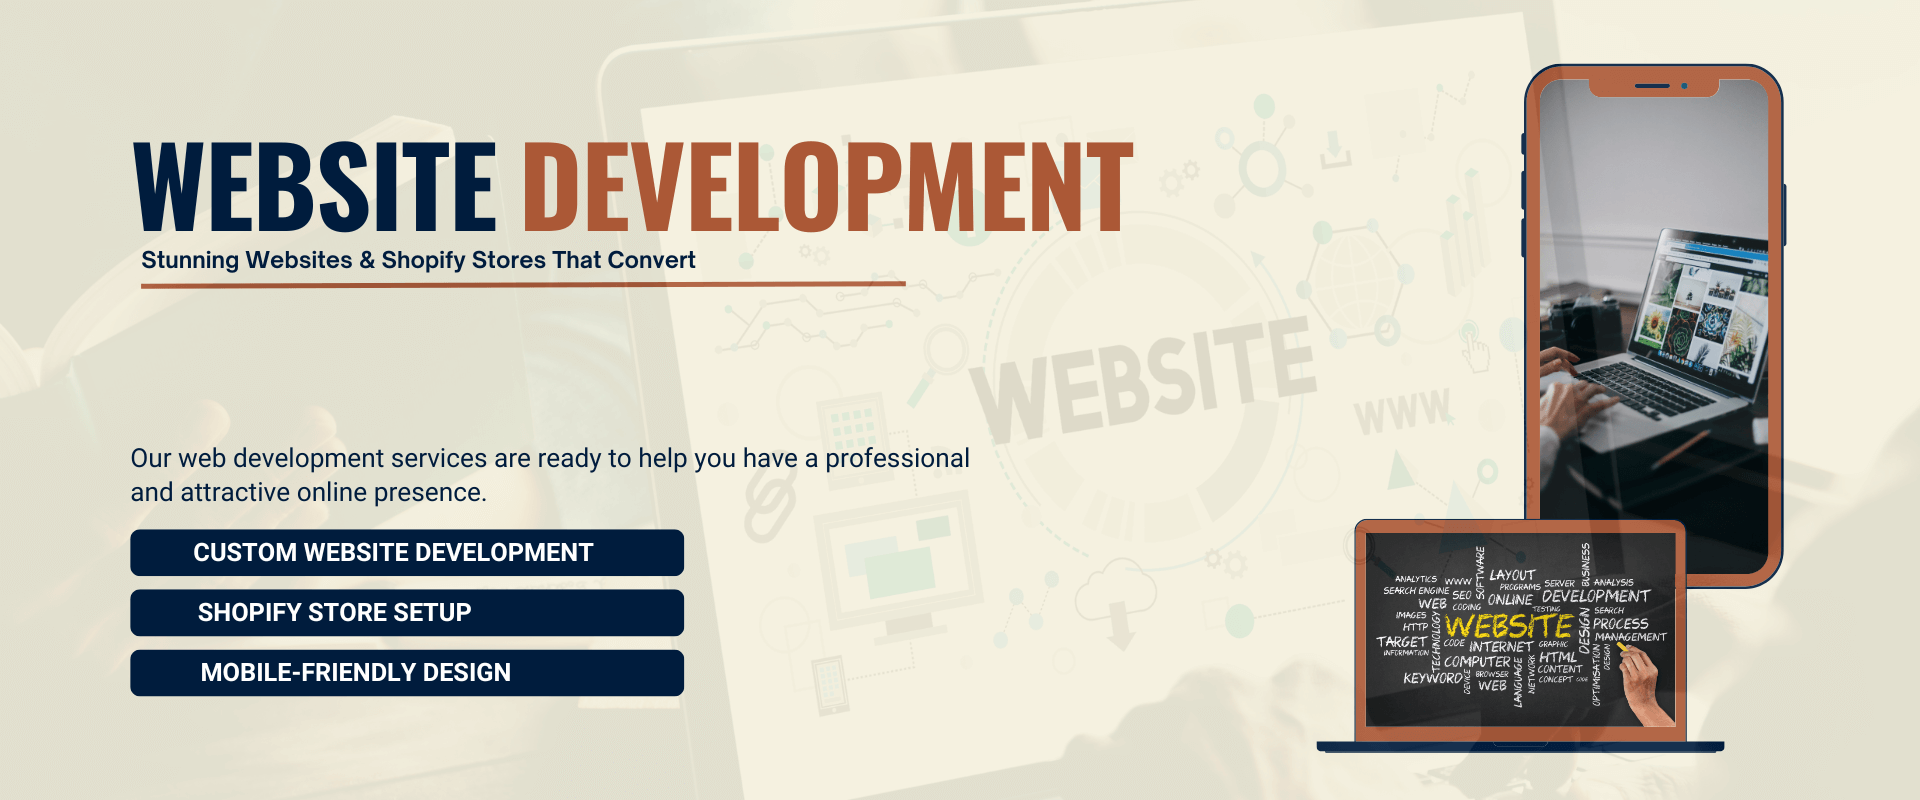 WEBSITE DEVELOPMENT
Stunning Websites & Shopify Stores That Convert
Our web development services are ready to help you have a professional
and attractive online presence.
CUSTOM WEBSITE DEVELOPMENT
SHOPIFY STORE SETUP
MOBILE-FRIENDLY DESIGN
WEBSITE
WWW
SOFTWARE
BUSINESS
ANALYTICS WWW LAYOUT SERVER ANALYSIS
SEARCH ENGINE SEO PROGRAMS DEVELOPMENT
WEB CODING ONLINE TESTING SEARCH
IMAGES WEBSITE DESIGN PROCESS
HTTP TECHNOLOGY MANAGEMENT
TARGET CODE INTERNET GRAPHIC
INFORMATION COMPUTER HTML DESIGN
KEYWORD DEVICE BROWSER LANGUAGE NETWORK CONTENT OPTIMISATION
WEB CONCEPT CODE